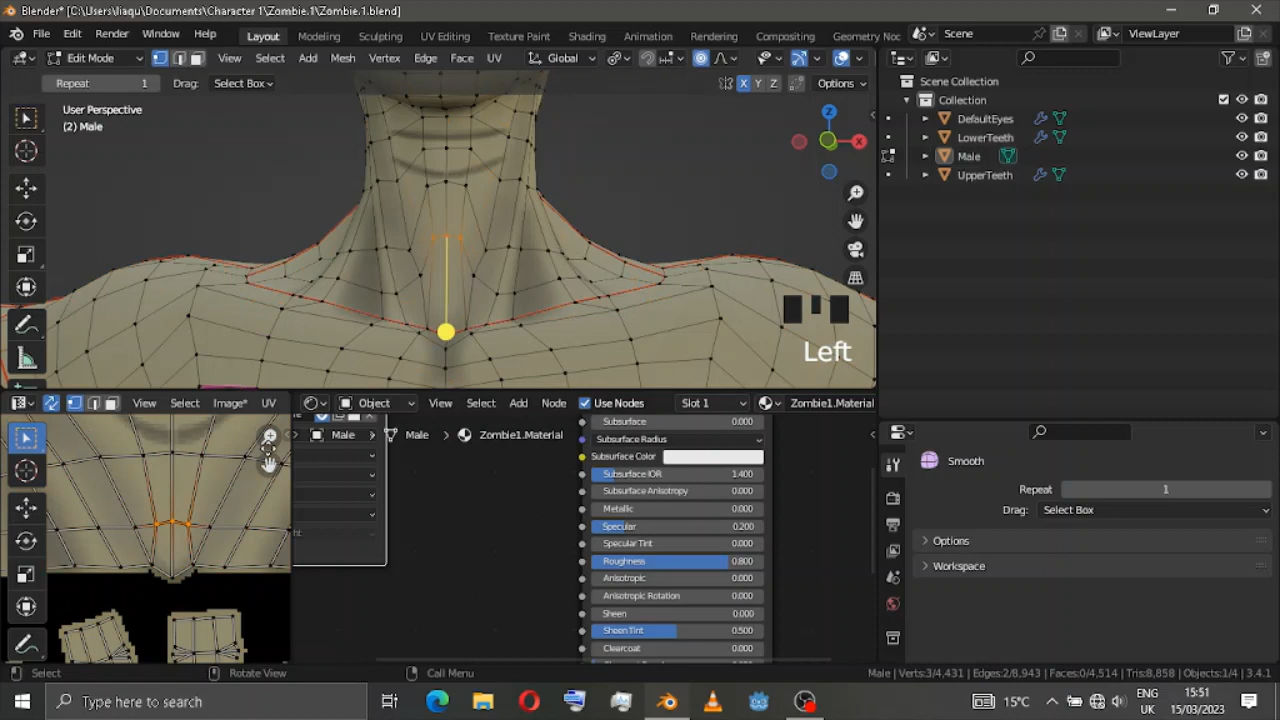 Blender* [C:\Users\liaqu\Documents\Character 1\Zombie.1\Zombie.1.blend]
File Edit Render Window Help Layout Modeling Sculpting UV Editing Texture Paint Shading Animation Rendering Compositing Geometry Noc Scene ViewLayer
Edit Mode View Select Add Mesh Vertex Edge Face UV Global
Repeat 1 Drag: Select Box X Y Z Options
User Perspective
(2) Male
Z
X
Scene Collection
Collection
DefaultEyes
LowerTeeth
Male
UpperTeeth
Left
View Select Image* UV
Object View Select Add Node Use Nodes Slot 1 Zombie1.Material
Male Male Zombie1.Material
Subsurface 0.000
Subsurface Radius
Subsurface Color
Subsurface IOR 1.400
Subsurface Anisotropy 0.000
Metallic 0.000
Specular 0.200
Specular Tint 0.000
Roughness 0.800
Anisotropic 0.000
Anisotropic Rotation 0.000
Sheen 0.000
Sheen Tint 0.500
Clearcoat 0.000
Smooth
Repeat 1
Drag: Select Box
Options
Workspace
Select Rotate View Call Menu Male | Verts:3/4,431 | Edges:2/8,943 | Faces:0/4,514 | Tris:8,858 | Objects:1/4 | 3.4.1
Type here to search
15°C
ENG
UK
15:51
15/03/2023